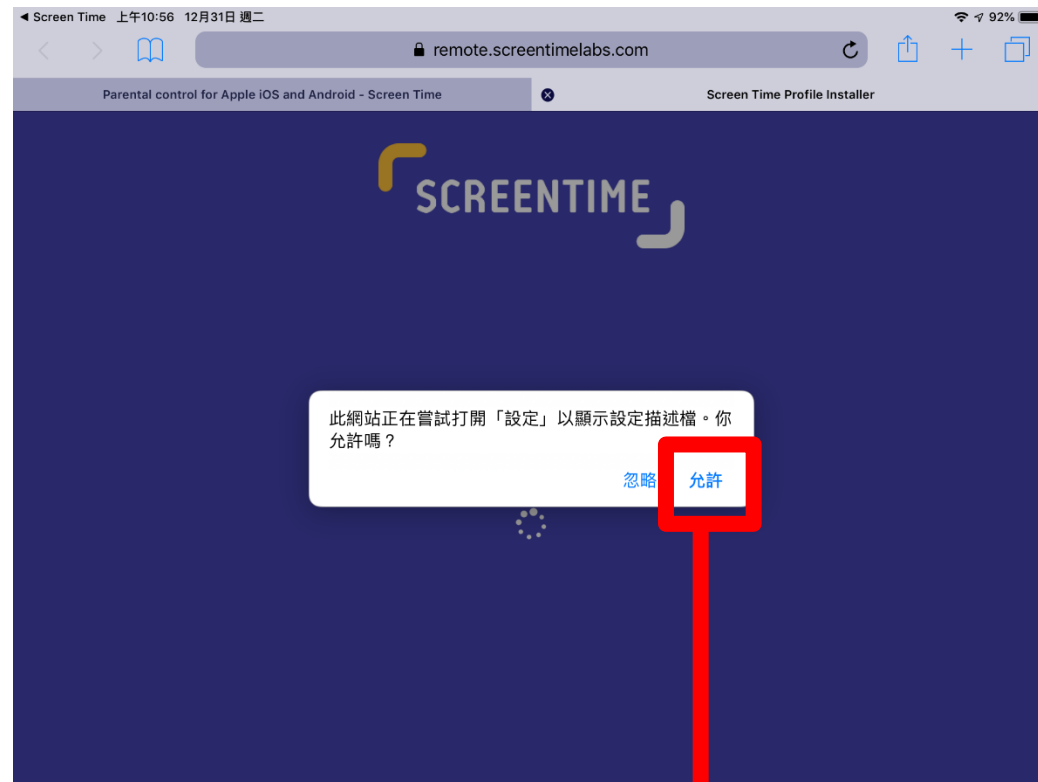 Screen Time 上午10:56 12月31日 週二 92%
remote.screentimelabs.com
Parental control for Apple iOS and Android - Screen Time Screen Time Profile Installer
SCREENTIME
此網站正在嘗試打開「設定」以顯示設定描述檔。你
允許嗎?
忽略 允許